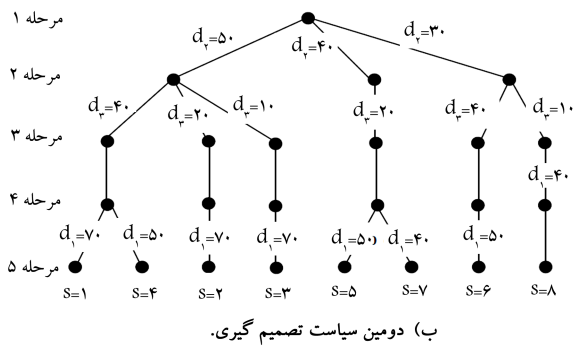 مرحله ۱
d۲=۵۰ d۲=۴۰ d۲=۳۰
مرحله ۲
d۳=۴۰ d۳=۲۰ d۳=۱۰ d۳=۲۰ d۳=۴۰ d۳=۱۰
مرحله ۳
d۱=۴۰
مرحله ۴
d۱=۷۰ d۱=۵۰ d۱=۷۰ d۱=۷۰ d۱=۵۰) d۱=۴۰ d۱=۵۰
مرحله ۵
s=۱ s=۴ s=۲ s=۳ s=۵ s=۷ s=۶ s=۸
ب) دومین سیاست تصمیم گیری.